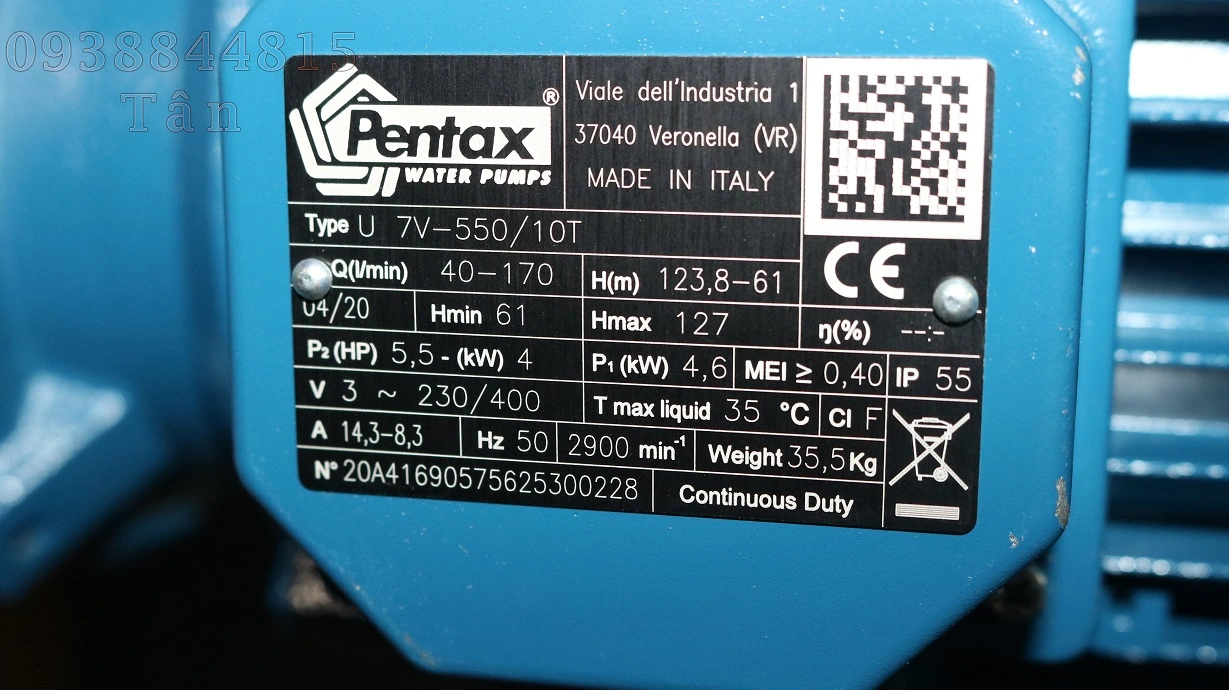 0938844815
Tân
Pentax ®
WATER PUMPS
Viale dell'Industria 1
37040 Veronella (VR)
MADE IN ITALY
Type U 7V-550/10T
Q(l/min) 40-170 H(m) 123,8-61
04/20 Hmin 61 Hmax 127 η(%) --:-
P2 (HP) 5,5 - (kW) 4 P1 (kW) 4,6 MEI ≥ 0,40 IP 55
V 3 ~ 230/400 T max liquid 35 °C Cl F
A 14,3-8,3 Hz 50 2900 min-1 Weight 35,5 Kg
N° 20A41690575625300228 Continuous Duty
CE